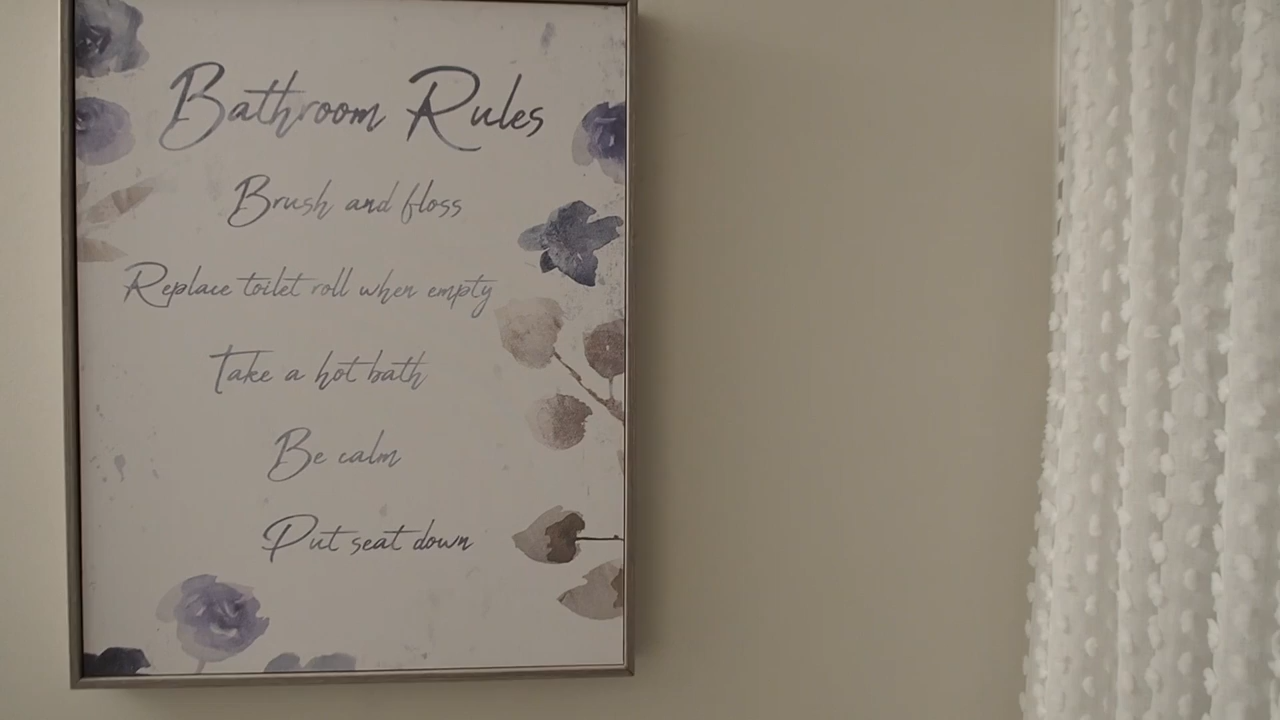 Bathroom Rules
Brush and floss
Replace toilet roll when empty
Take a hot bath
Be calm
Put seat down